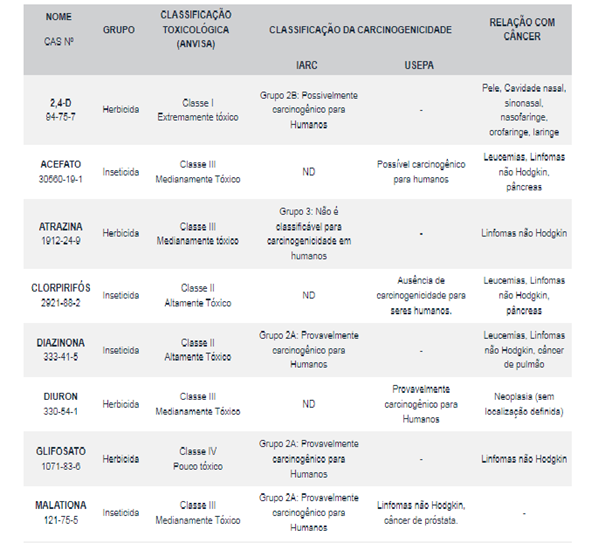 NOME
CAS Nº
GRUPO
CLASSIFICAÇÃO
TOXICOLÓGICA
(ANVISA)
CLASSIFICAÇÃO DA CARCINOGENICIDADE
IARC
USEPA
RELAÇÃO COM
CÂNCER
2,4-D
94-75-7
Herbicida
Classe I
Extremamente tóxico
Grupo 2B: Possivelmente
carcinogênico para
Humanos
-
Pele, Cavidade nasal,
sinonasal,
nasofaringe,
orofaringe, laringe
ACEFATO
30560-19-1
Inseticida
Classe III
Medianamente Tóxico
ND
Possível carcinogênico
para humanos
Leucemias, Linfomas
não Hodgkin,
pâncreas
ATRAZINA
1912-24-9
Herbicida
Classe III
Medianamente tóxico
Grupo 3: Não é
classificável para
carcinogenicidade em
humanos
-
Linfomas não Hodgkin
CLORPIRIFÓS
2921-88-2
Inseticida
Classe II
Altamente Tóxico
ND
Ausência de
carcinogenicidade para
seres humanos.
Leucemias, Linfomas
não Hodgkin,
pâncreas
DIAZINONA
333-41-5
Inseticida
Classe II
Altamente Tóxico
Grupo 2A: Provavelmente
carcinogênico para
Humanos
-
Leucemias, Linfomas
não Hodgkin, câncer
de pulmão
DIURON
330-54-1
Herbicida
Classe III
Medianamente Tóxico
ND
Provavelmente
carcinogênico para
Humanos
Neoplasia (sem
localização definida)
GLIFOSATO
1071-83-6
Herbicida
Classe IV
Pouco tóxico
Grupo 2A: Provavelmente
carcinogênico para
Humanos
-
Linfomas não Hodgkin
MALATIONA
121-75-5
Inseticida
Classe III
Medianamente Tóxico
Grupo 2A: Provavelmente
carcinogênico para
Humanos
Linfomas não Hodgkin,
câncer de próstata.
-